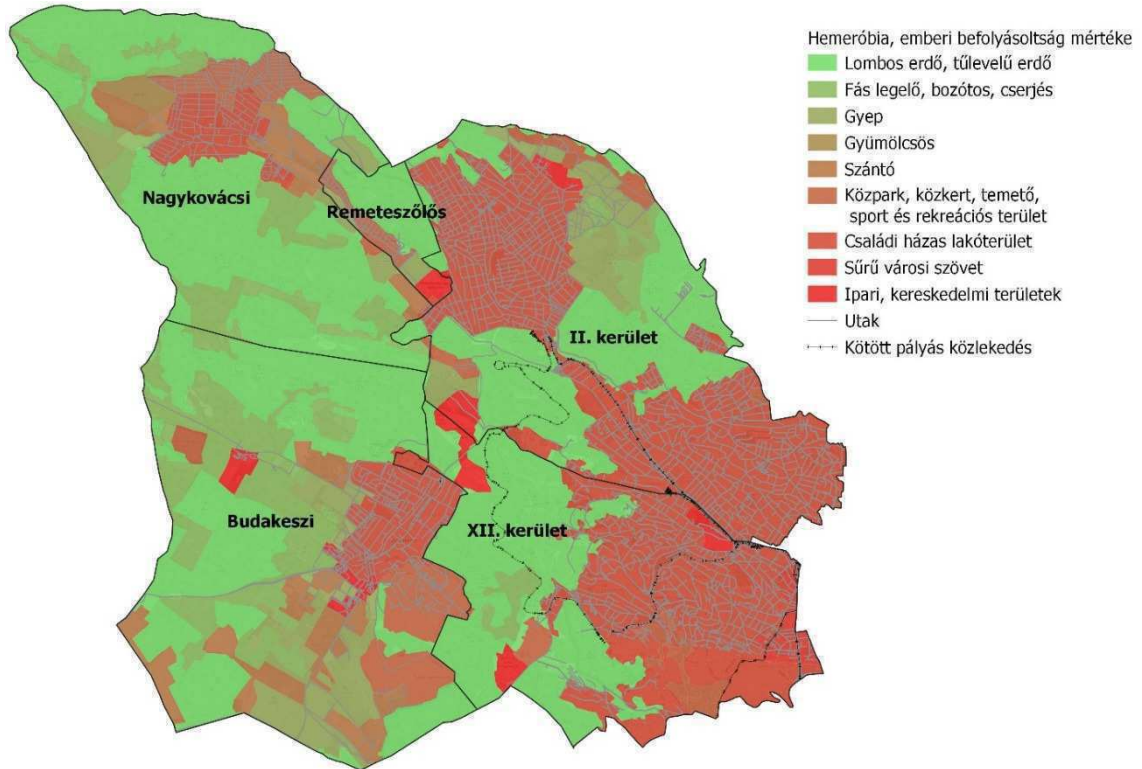 Hemeróbia, emberi befolyásoltság mértéke
Lombos erdő, tűlevelű erdő
Fás legelő, bozótos, cserjés
Gyep
Gyümölcsös
Szántó
Közpark, közkert, temető,
sport és rekreációs terület
Családi házas lakóterület
Sűrű városi szövet
Ipari, kereskedelmi területek
Utak
Kötött pályás közlekedés
Nagykovácsi
Remeteszőlős
II. kerület
Budakeszi
XII. kerület